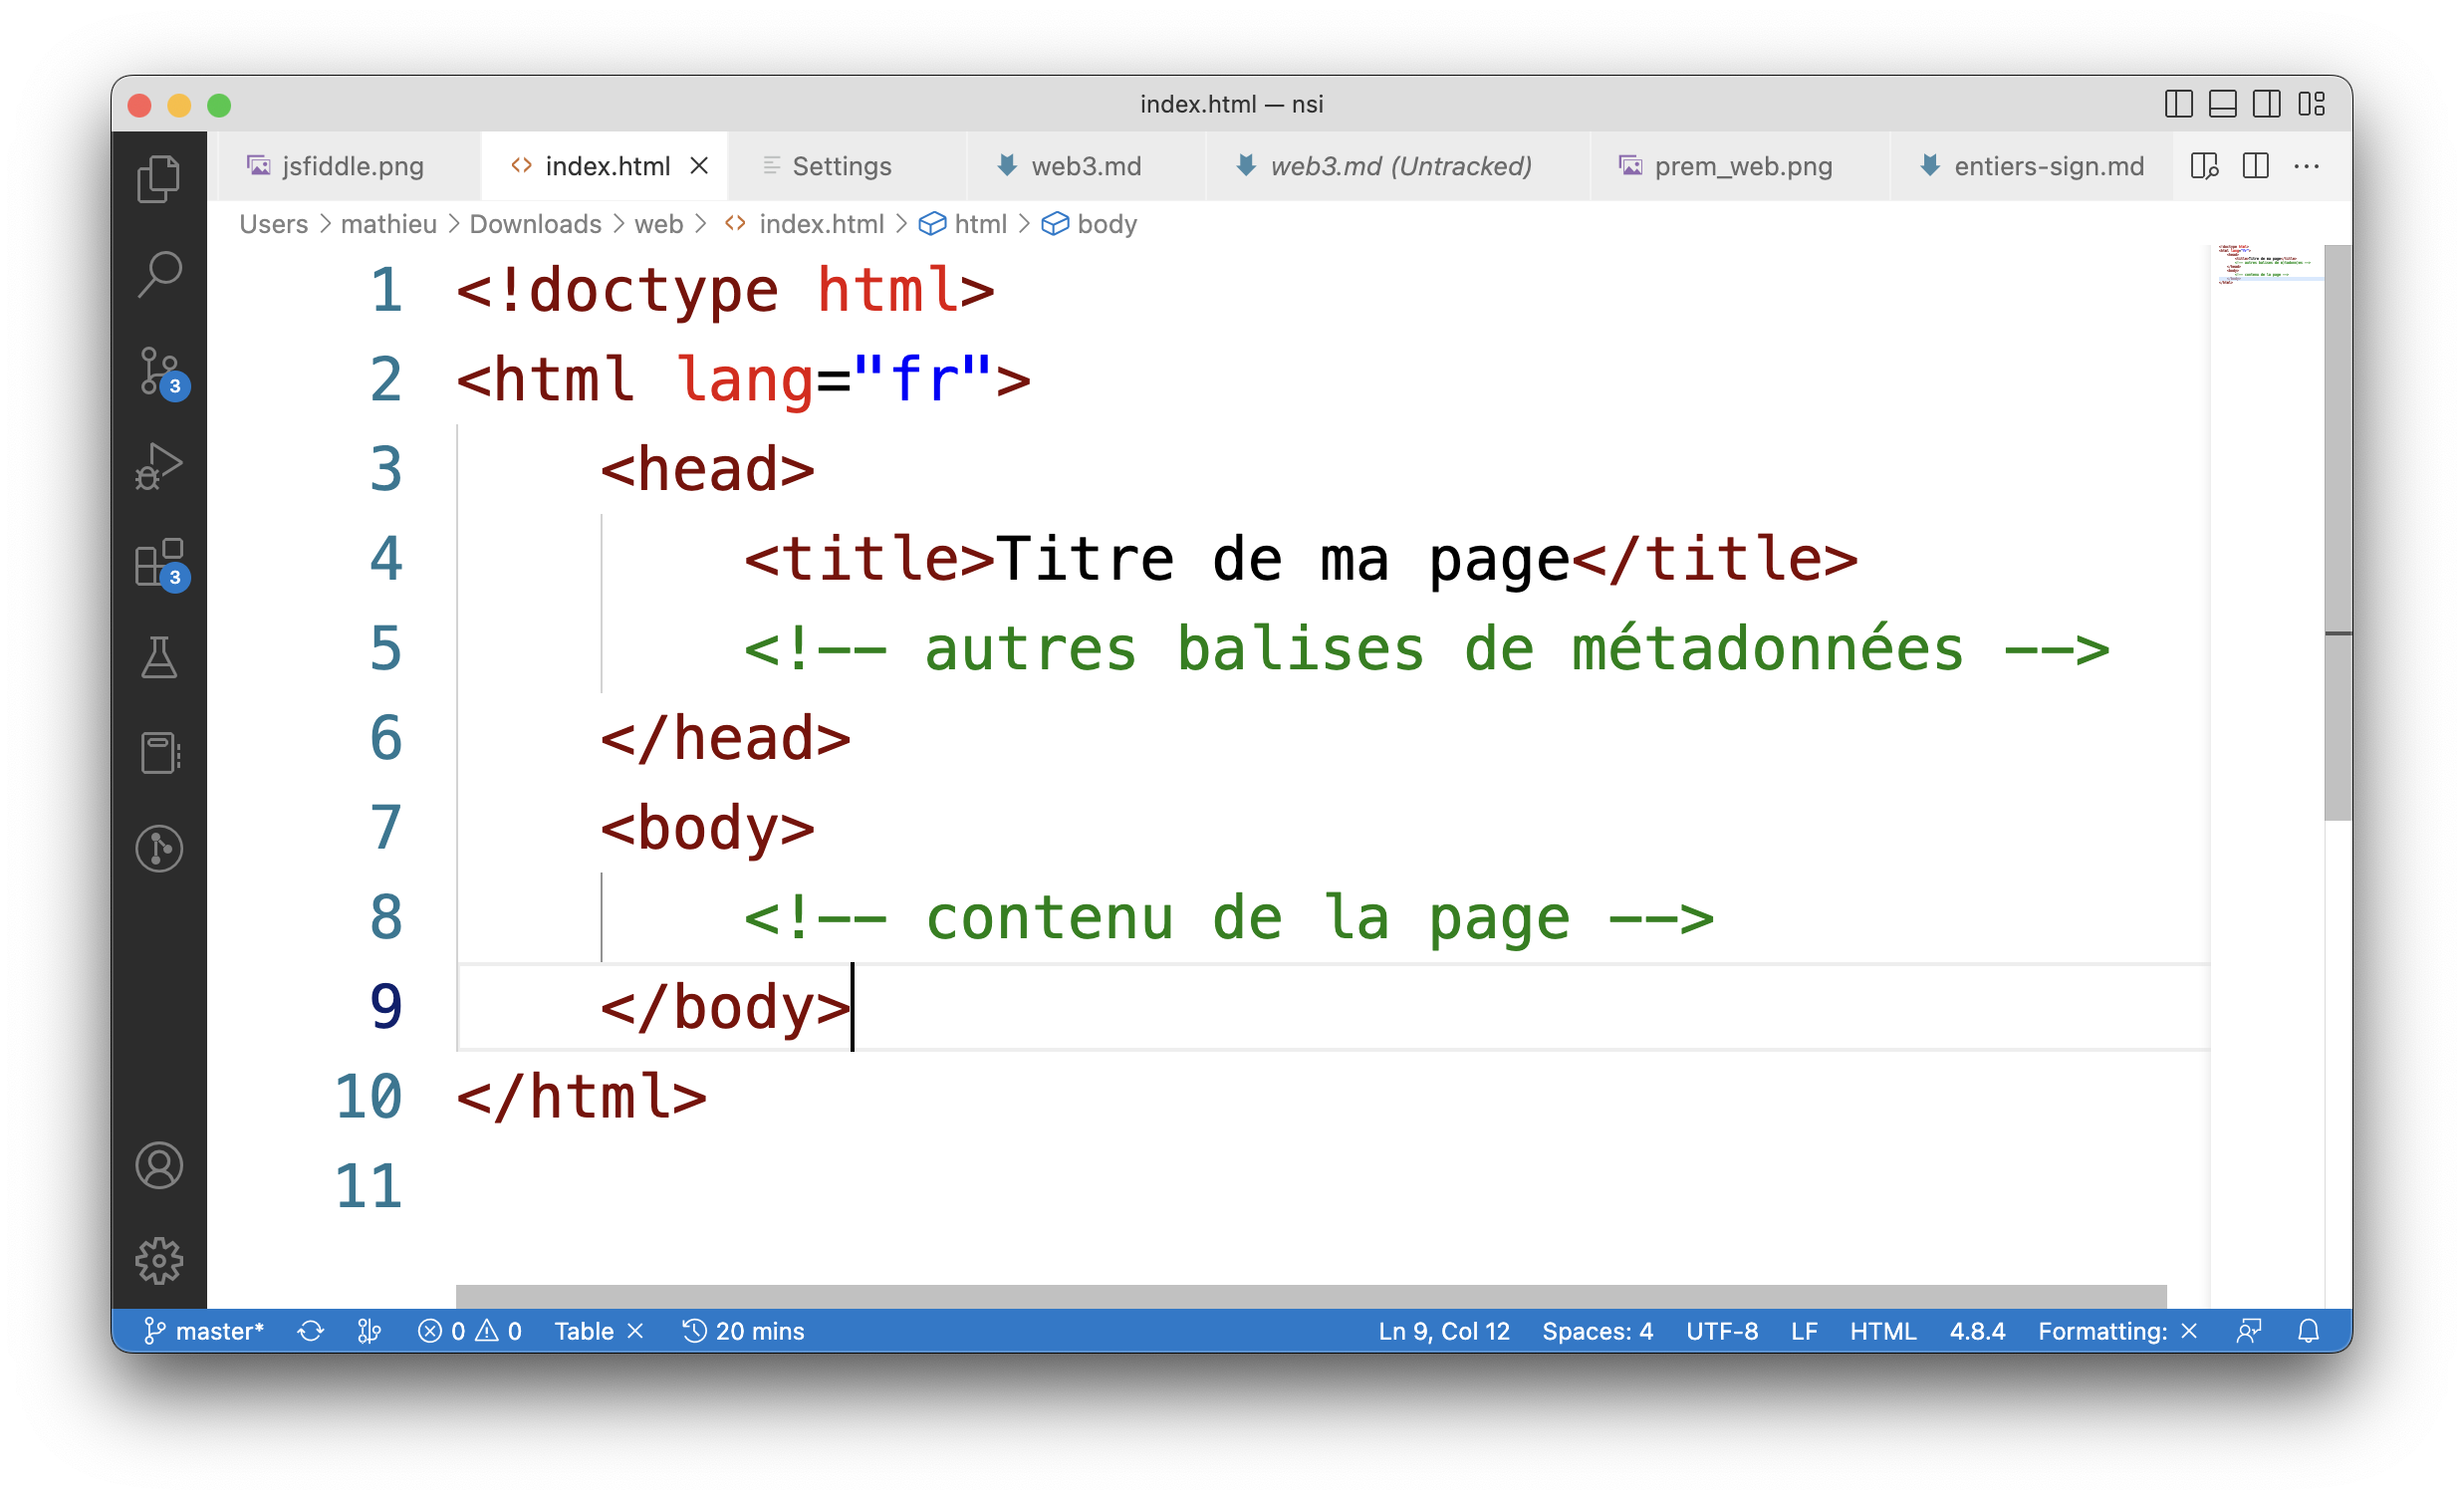 index.html — nsi
jsfiddle.png index.html Settings web3.md web3.md (Untracked) prem_web.png entiers-sign.md
Users > mathieu > Downloads > web > index.html > html > body
1 <!doctype html>
2 <html lang="fr">
3 <head>
4 <title>Titre de ma page</title>
5 <!-- autres balises de métadonnées -->
6 </head>
7 <body>
8 <!-- contenu de la page -->
9 </body>
10 </html>
11
3
3
master* 0 0 Table 20 mins Ln 9, Col 12 Spaces: 4 UTF-8 LF HTML 4.8.4 Formatting: ×